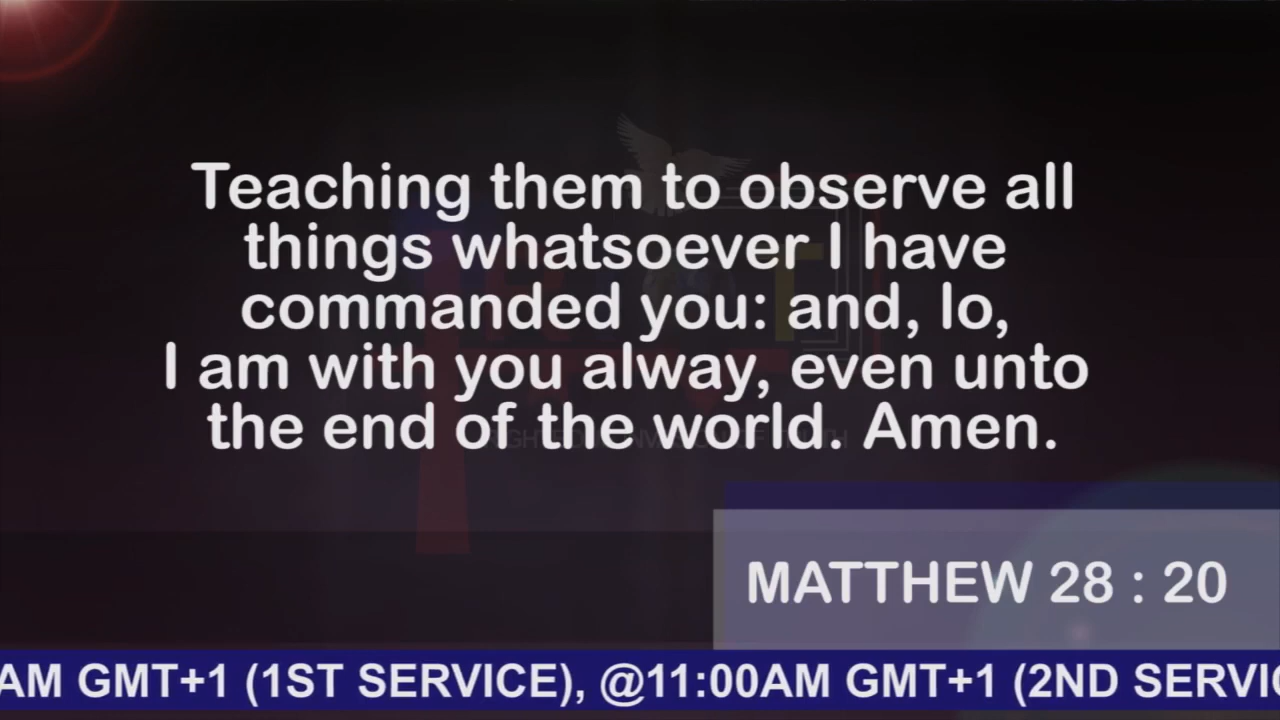 Teaching them to observe all
things whatsoever I have
commanded you: and, lo,
I am with you alway, even unto
the end of the world. Amen.
MATTHEW 28 : 20
AM GMT+1 (1ST SERVICE), @11:00AM GMT+1 (2ND SERVIC